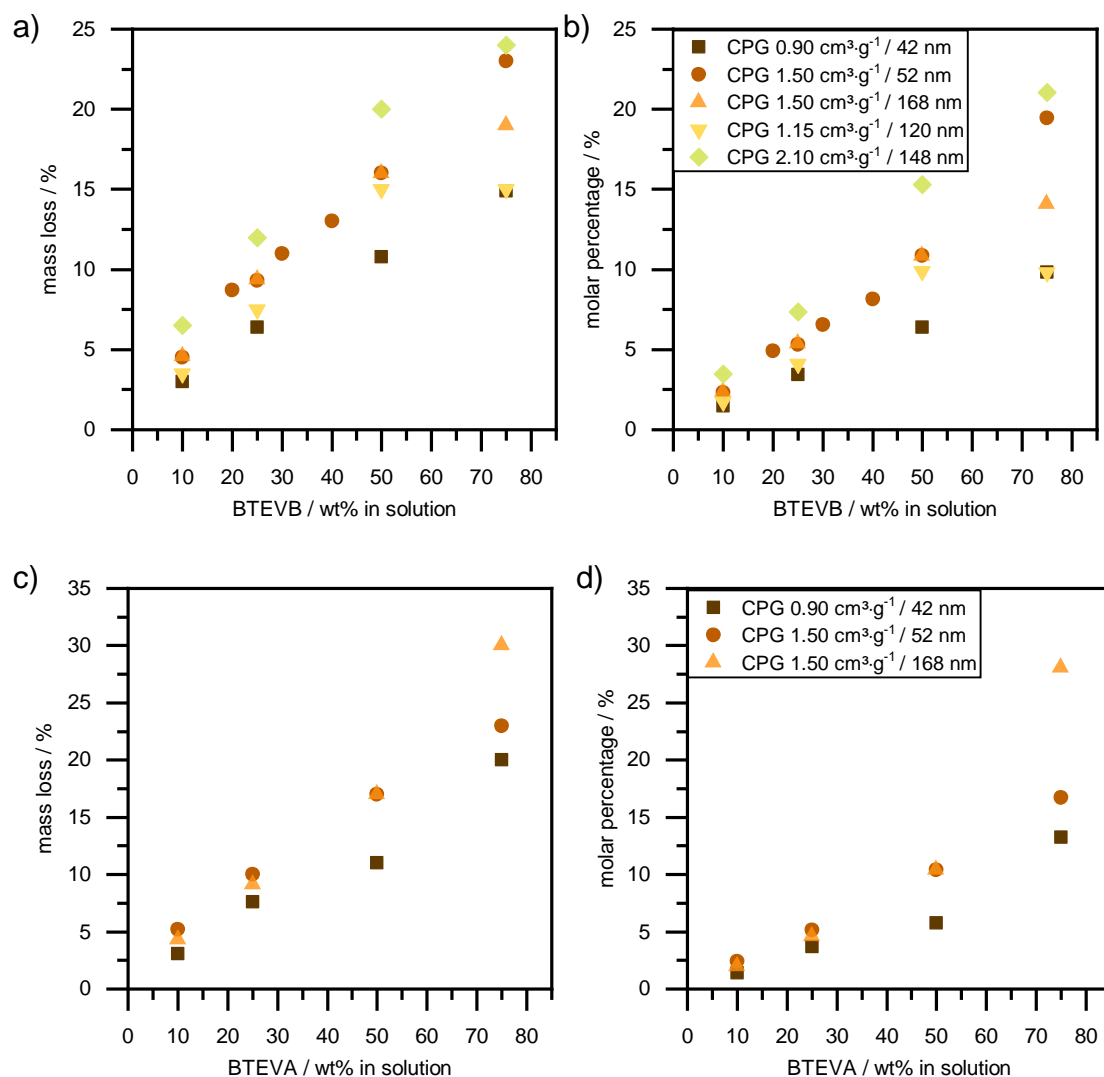 a)
25
20
15
10
5
0
mass loss / %
0 10 20 30 40 50 60 70 80
BTEVB / wt% in solution
b)
CPG 0.90 cm³·g⁻¹ / 42 nm
CPG 1.50 cm³·g⁻¹ / 52 nm
CPG 1.50 cm³·g⁻¹ / 168 nm
CPG 1.15 cm³·g⁻¹ / 120 nm
CPG 2.10 cm³·g⁻¹ / 148 nm
25
20
15
10
5
0
molar percentage / %
0 10 20 30 40 50 60 70 80
BTEVB / wt% in solution
c)
35
30
25
20
15
10
5
0
mass loss / %
0 10 20 30 40 50 60 70 80
BTEVA / wt% in solution
d)
CPG 0.90 cm³·g⁻¹ / 42 nm
CPG 1.50 cm³·g⁻¹ / 52 nm
CPG 1.50 cm³·g⁻¹ / 168 nm
35
30
25
20
15
10
5
0
molar percentage / %
0 10 20 30 40 50 60 70 80
BTEVA / wt% in solution